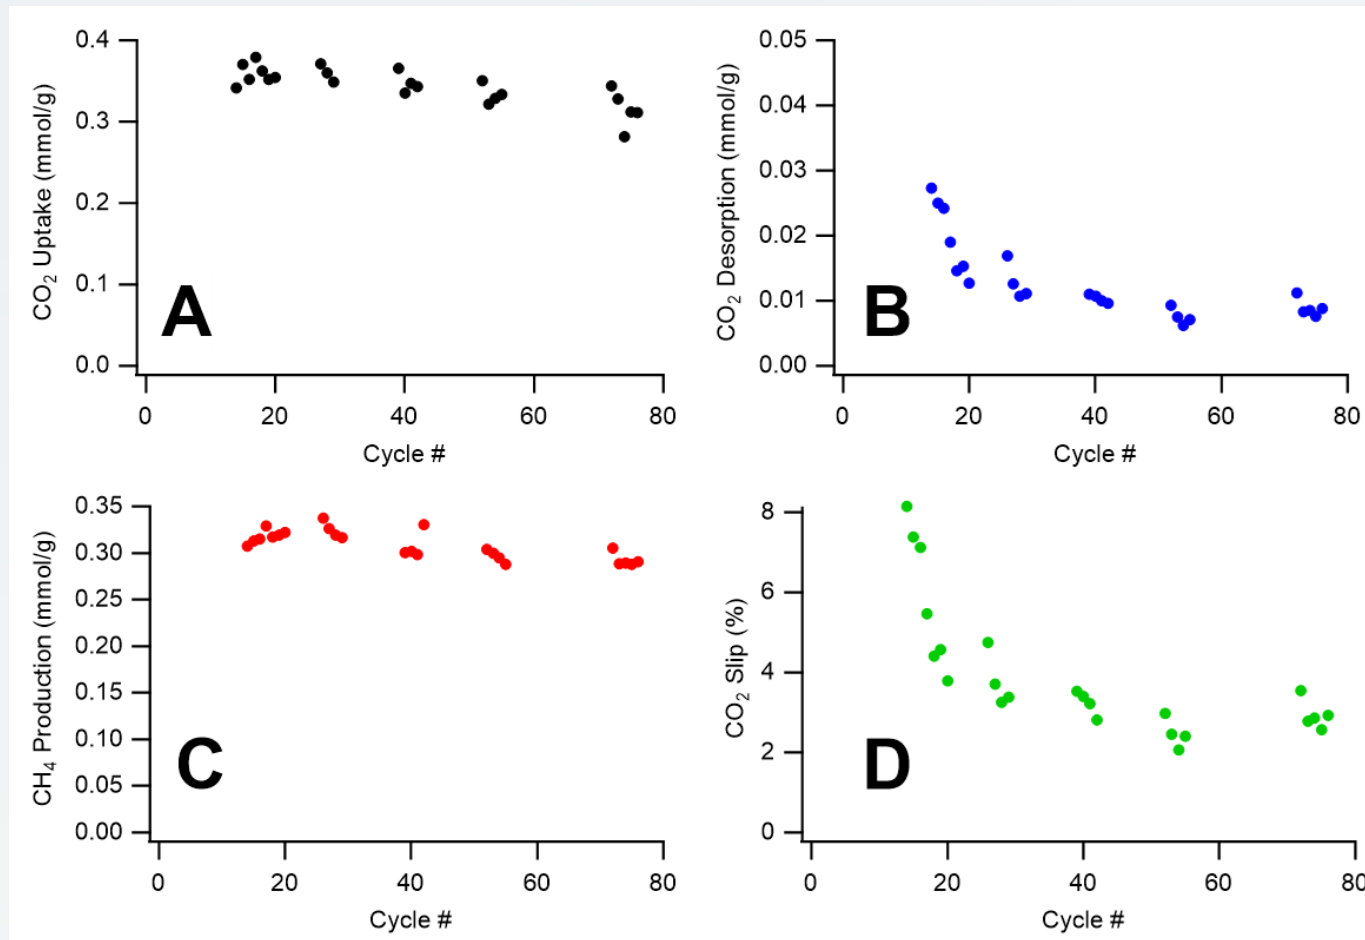 0.4
0.3
0.2
0.1
0.0
CO₂ Uptake (mmol/g)
A
0 20 40 60 80
Cycle #
0.05
0.04
0.03
0.02
0.01
0.00
CO₂ Desorption (mmol/g)
B
0 20 40 60 80
Cycle #
0.35
0.30
0.25
0.20
0.15
0.10
0.05
0.00
CH₄ Production (mmol/g)
C
0 20 40 60 80
Cycle #
8
6
4
2
0
CO₂ Slip (%)
D
0 20 40 60 80
Cycle #